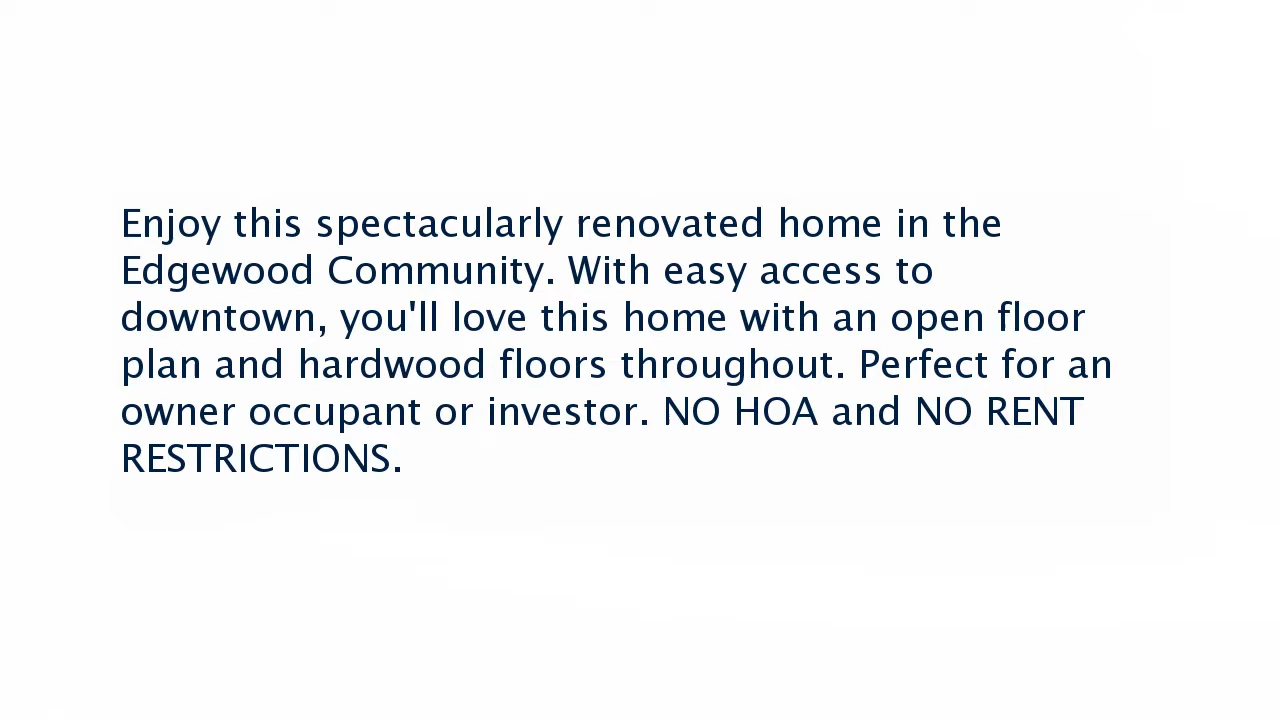 Enjoy this spectacularly renovated home in the
Edgewood Community. With easy access to
downtown, you'll love this home with an open floor
plan and hardwood floors throughout. Perfect for an
owner occupant or investor. NO HOA and NO RENT
RESTRICTIONS.